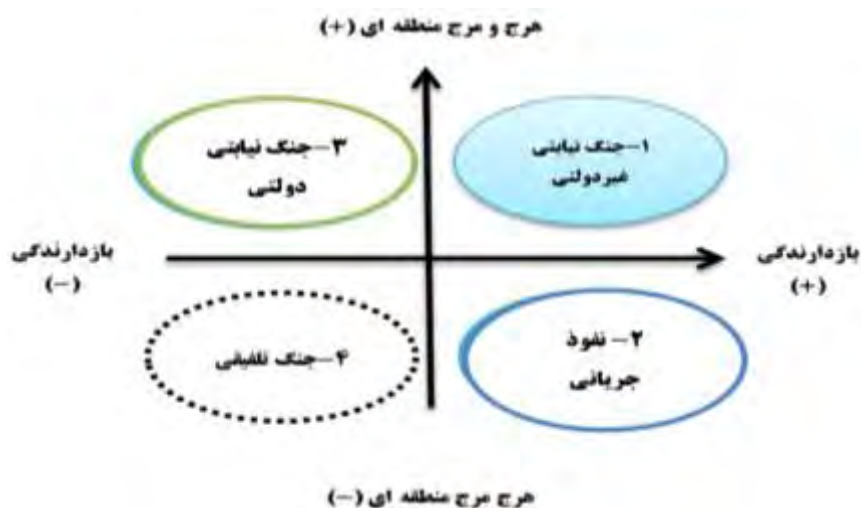 هرج و مرج منطقه ای (+)
۱-جنگ نیابتی
غیردولتی
۳-جنگ نیابتی
دولتی
بازدارندگی
(+)
بازدارندگی
(-)
۲- نفوذ
جریانی
۴-جنگ تلفیقی
هرج مرج منطقه ای (-)